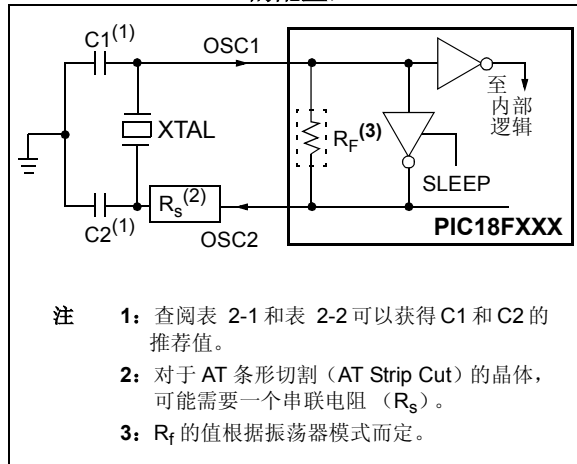 C1(1)
OSC1
XTAL
RF(3)
至
内部
逻辑
SLEEP
Rs(2)
C2(1)
OSC2
PIC18FXXX
注 1：查阅表 2-1 和表 2-2 可以获得 C1 和 C2 的
推荐值。
2：对于 AT 条形切割（AT Strip Cut）的晶体，
可能需要一个串联电阻 （Rs）。
3：Rf 的值根据振荡器模式而定。